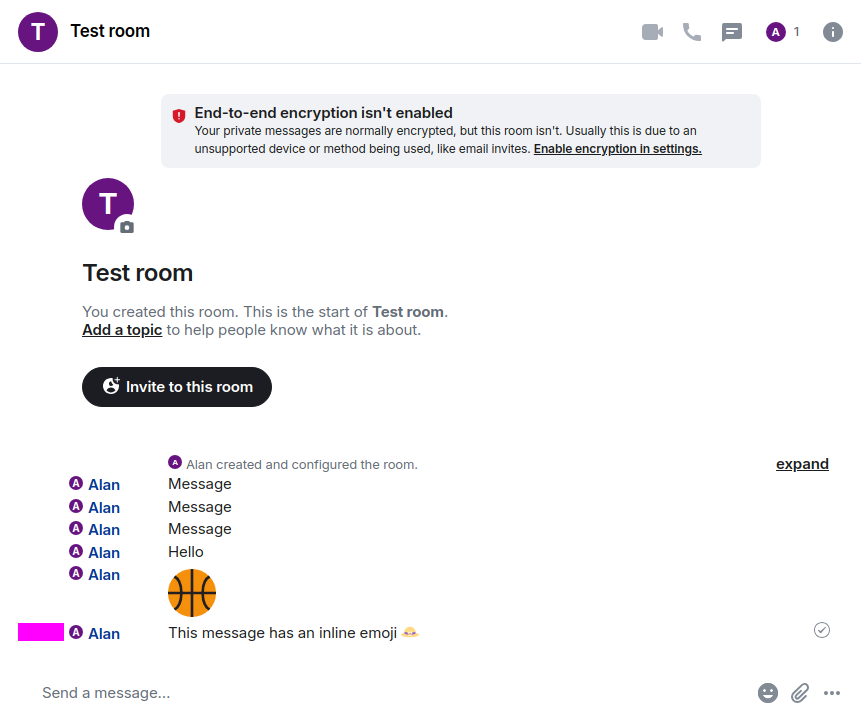 T Test room A 1
End-to-end encryption isn't enabled
Your private messages are normally encrypted, but this room isn't. Usually this is due to an
unsupported device or method being used, like email invites. Enable encryption in settings.
T
Test room
You created this room. This is the start of Test room.
Add a topic to help people know what it is about.
Invite to this room
A Alan created and configured the room. expand
A Alan Message
A Alan Message
A Alan Message
A Alan Hello
A Alan
A Alan This message has an inline emoji
Send a message...